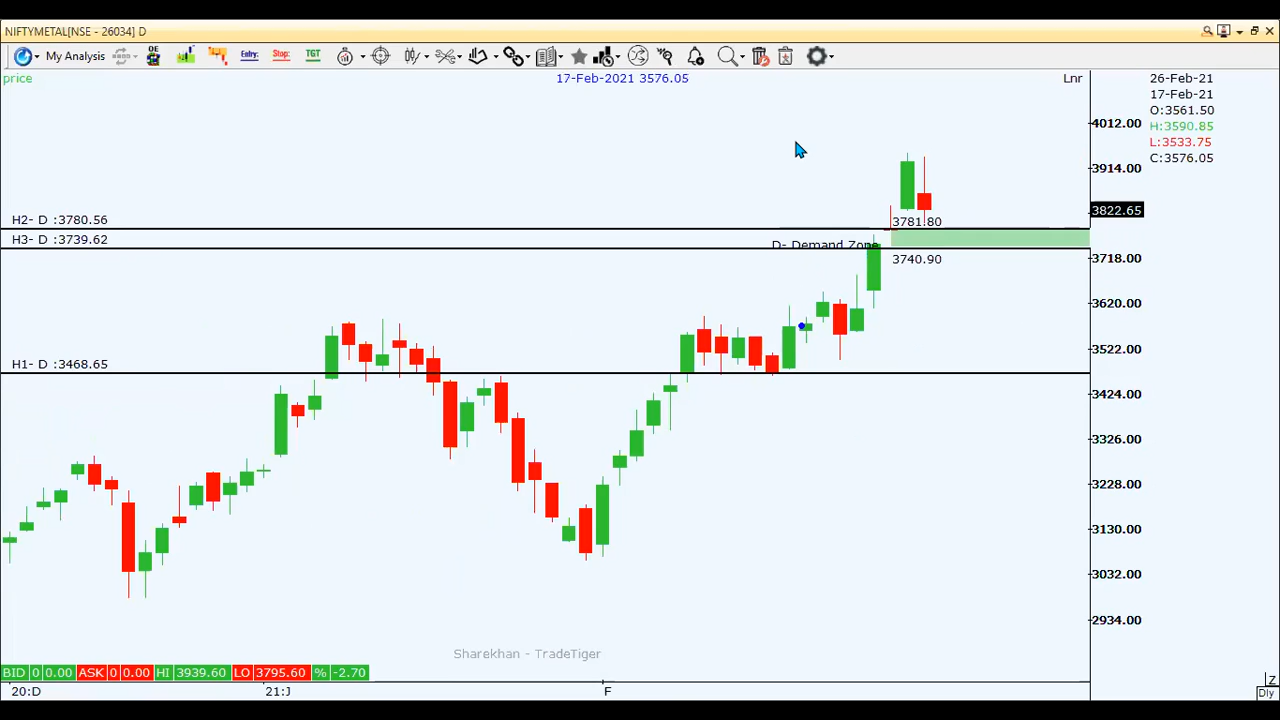 NIFTYMETAL[NSE - 26034] D
My Analysis
OE
Entry:
Stop:
TGT
price
17-Feb-2021 3576.05
Lnr
26-Feb-21
17-Feb-21
O:3561.50
H:3590.85
L:3533.75
C:3576.05
4012.00
3914.00
3822.65
3718.00
3620.00
3522.00
3424.00
3326.00
3228.00
3130.00
3032.00
2934.00
H2- D :3780.56
3781.80
H3- D :3739.62
D- Demand Zone
3740.90
H1- D :3468.65
Sharekhan - TradeTiger
BID 0 0.00 ASK 0 0.00 HI 3939.60 LO 3795.60 % -2.70
20:D
21:J
F
Z
Dly